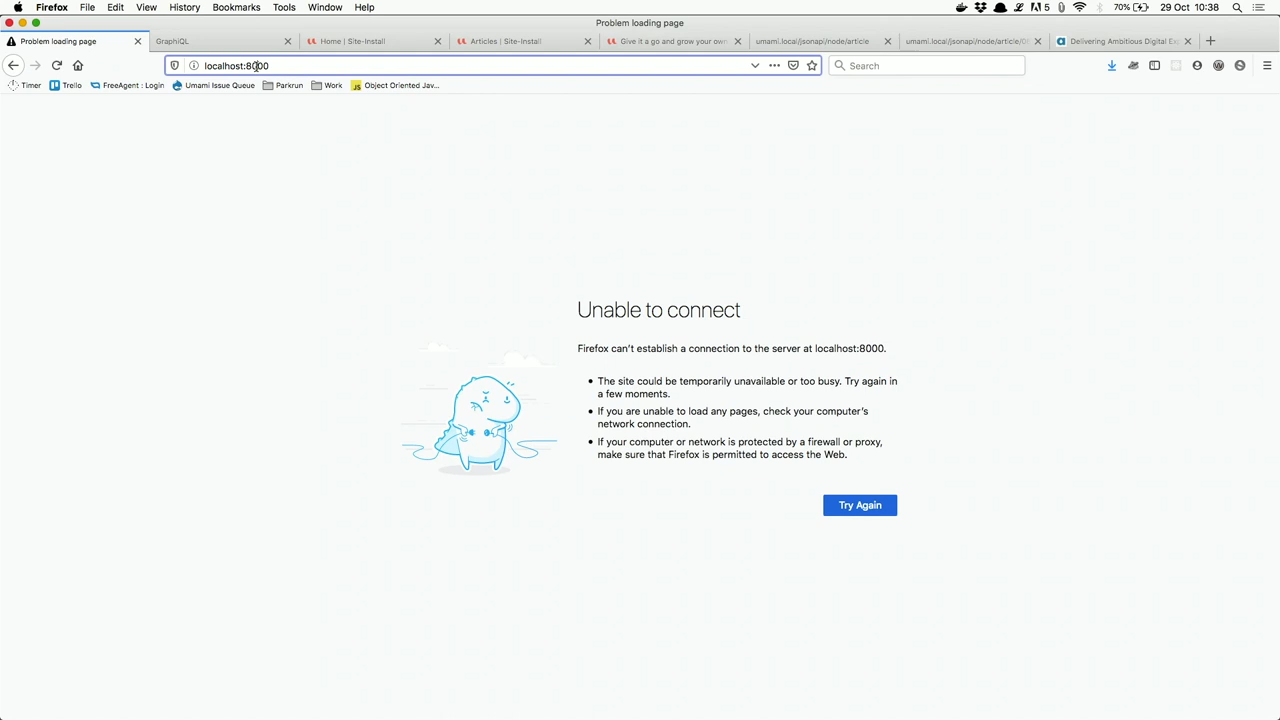 Firefox File Edit View History Bookmarks Tools Window Help 5 70% 29 Oct 10:38
Problem loading page
Problem loading page GraphiQL Home | Site-Install Articles | Site-Install Give it a go and grow your own umami.local/jsonapi/node/article umami.local/jsonapi/node/article/0 Delivering Ambitious Digital Exp
localhost:8000 Search
Timer Trello FreeAgent : Login Umami Issue Queue Parkrun Work JS Object Oriented Jav...
Unable to connect
Firefox can't establish a connection to the server at localhost:8000.
The site could be temporarily unavailable or too busy. Try again in
a few moments.
If you are unable to load any pages, check your computer's
network connection.
If your computer or network is protected by a firewall or proxy,
make sure that Firefox is permitted to access the Web.
Try Again